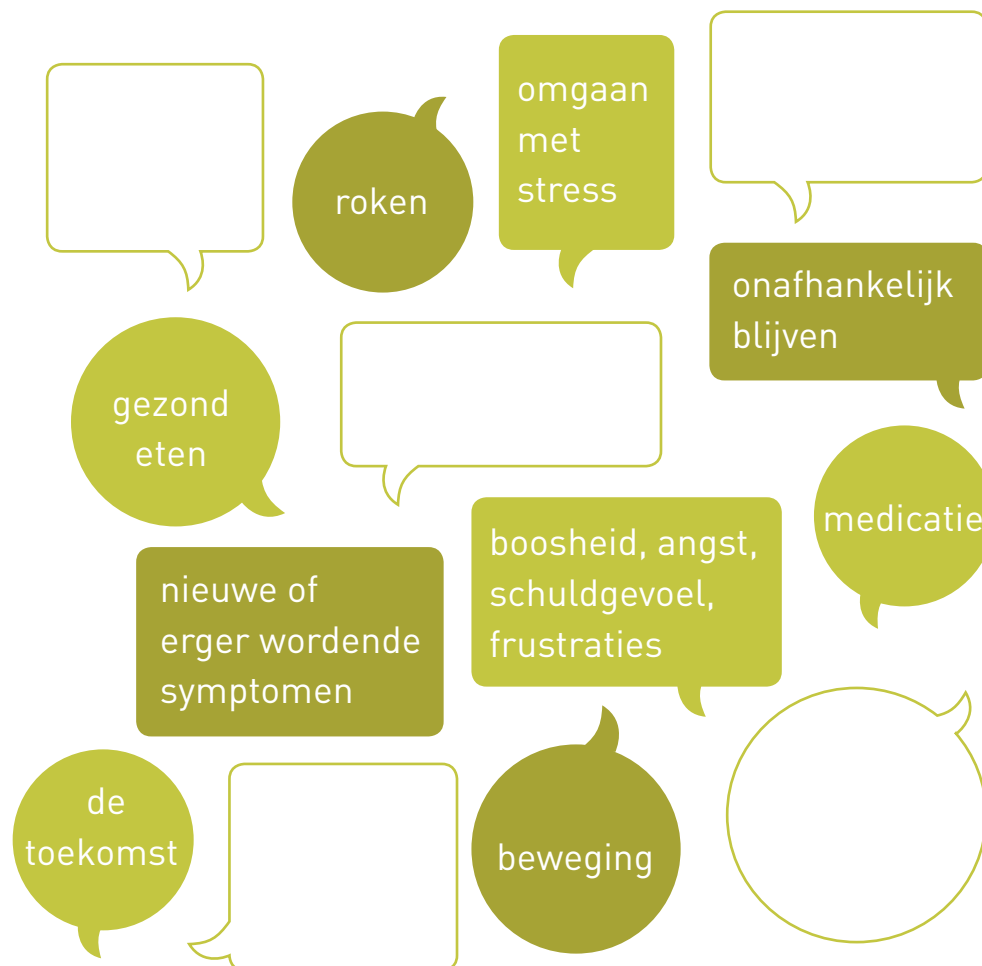 roken
omgaan
met
stress
onafhankelijk
blijven
gezond
eten
medicatie
boosheid, angst,
schuldgevoel,
frustraties
nieuwe of
erger wordende
symptomen
de
toekomst
beweging